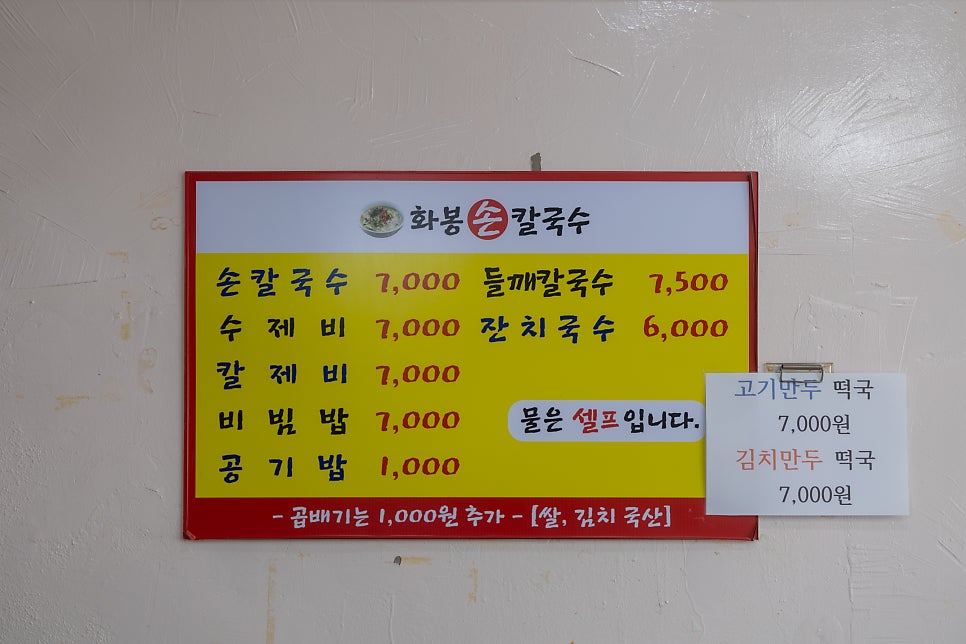 화봉손칼국수
손칼국수 7,000 들깨칼국수 7,500
수제비 7,000 잔치국수 6,000
칼제비 7,000
비빔밥 7,000
물은 셀프입니다.
공기밥 1,000
- 곱배기는 1,000원 추가 - [쌀, 김치 국산]
고기만두 떡국
7,000원
김치만두 떡국
7,000원